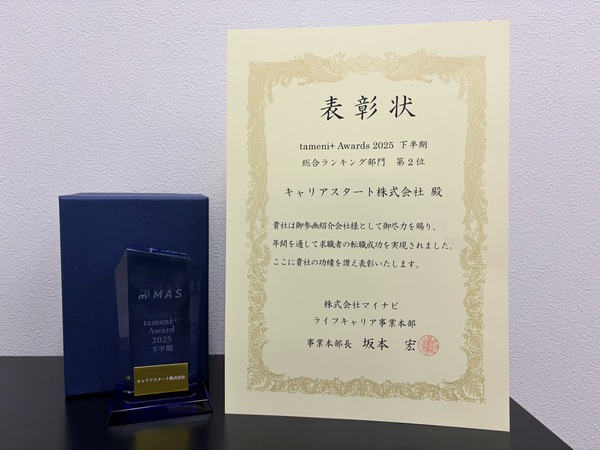 表彰状
tameni+ Awards 2025 下半期
総合ランキング部門 第2位
キャリアスタート株式会社 殿
貴社は御参画紹介会社様として御尽力を賜り、
年間を通して求職者の転職成功を実現されました。
ここに貴社の功績を讃え表彰いたします。
株式会社マイナビ
ライフキャリア事業本部
事業本部長 坂本 宏
MAS
tameni+
Award
2025
下半期
キャリアスタート株式会社